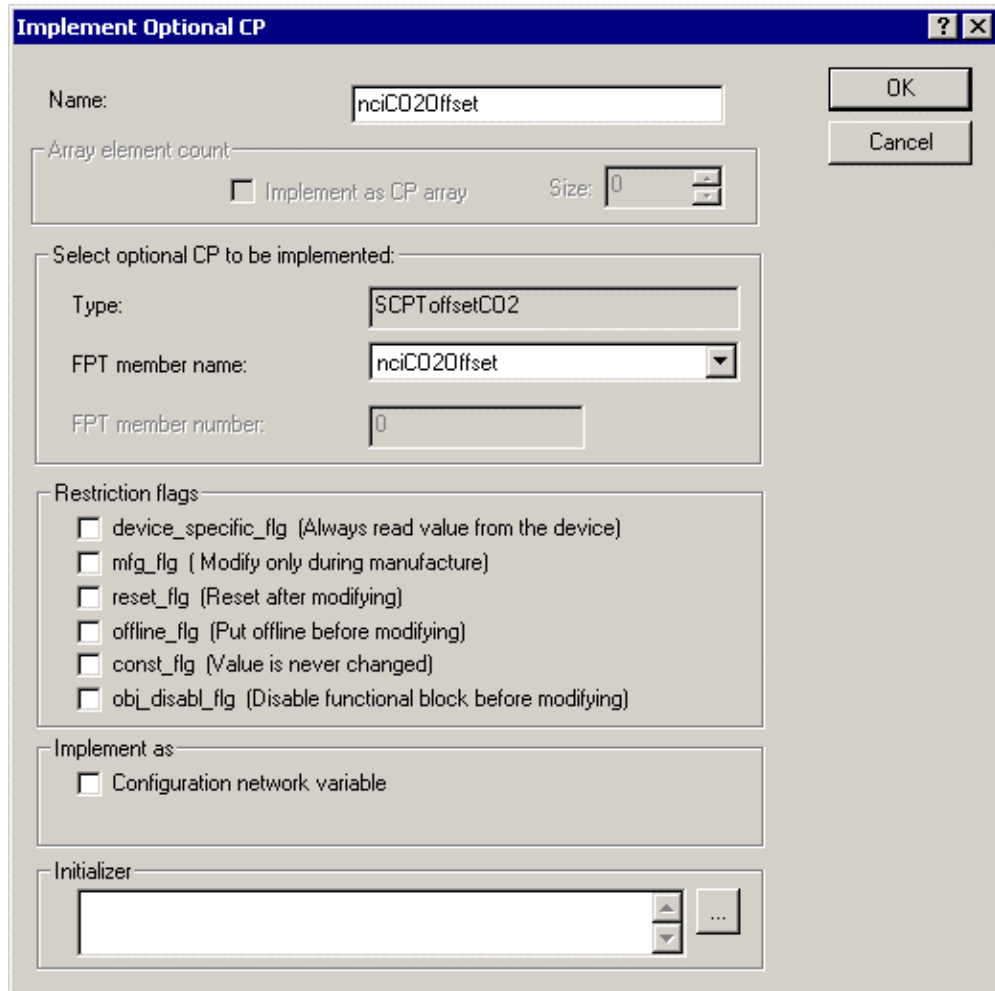 Implement Optional CP
Name: nciCO2Offset
OK
Cancel
Array element count
Implement as CP array Size: 0
Select optional CP to be implemented:
Type: SCPToffsetCO2
FPT member name: nciCO2Offset
FPT member number: 0
Restriction flags
device_specific_flg (Always read value from the device)
mfg_flg ( Modify only during manufacture)
reset_flg (Reset after modifying)
offline_flg (Put offline before modifying)
const_flg (Value is never changed)
obj_disabl_flg (Disable functional block before modifying)
Implement as
Configuration network variable
Initializer
...